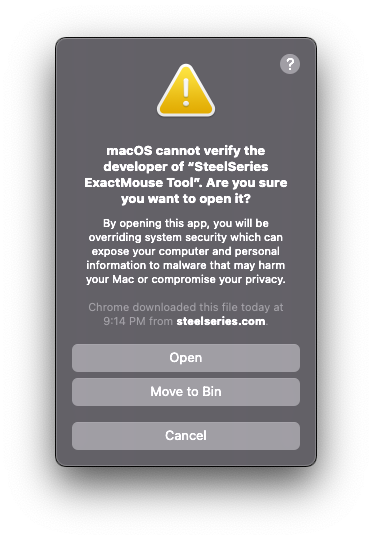 ?
macOS cannot verify the
developer of “SteelSeries
ExactMouse Tool”. Are you sure
you want to open it?
By opening this app, you will be
overriding system security which can
expose your computer and personal
information to malware that may harm
your Mac or compromise your privacy.
Chrome downloaded this file today at
9:14 PM from steelseries.com.
Open
Move to Bin
Cancel